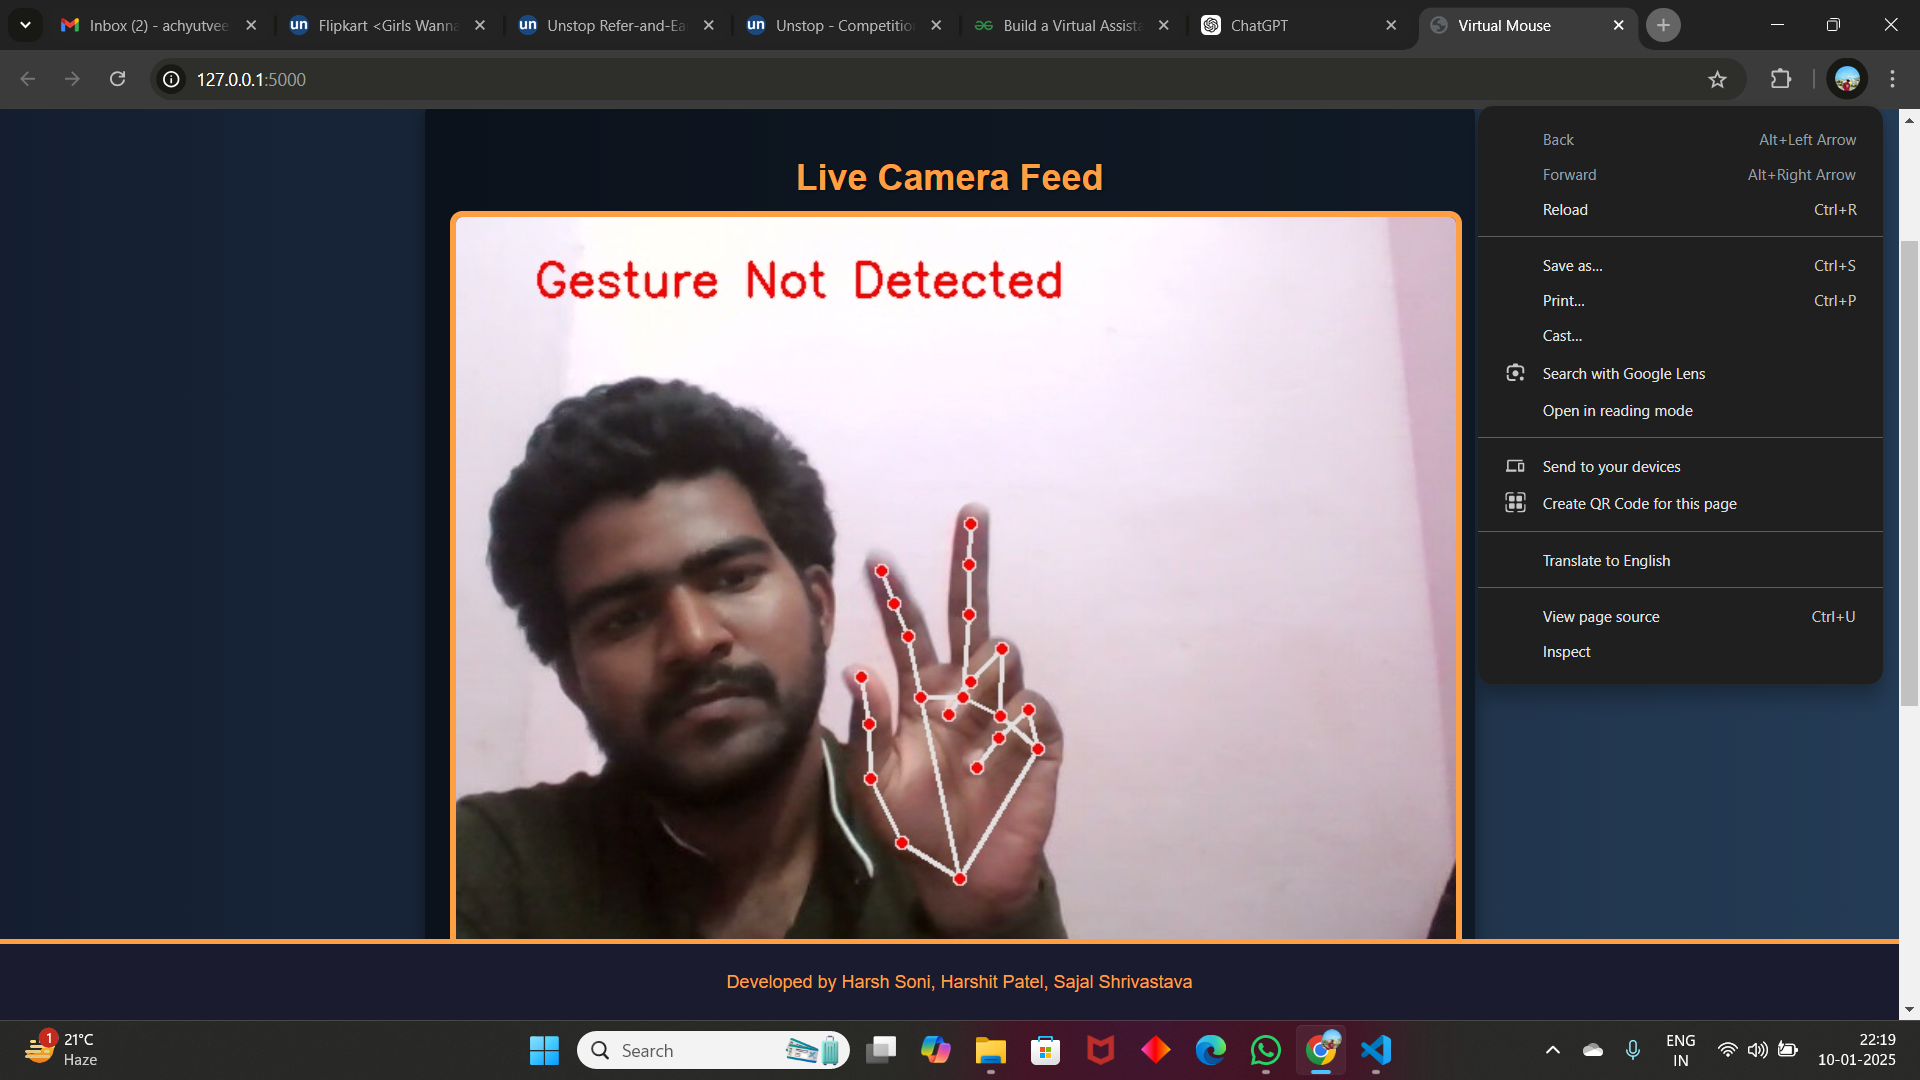 Inbox (2) - achyutvee
Flipkart <Girls Wanna
Unstop Refer-and-Ea
Unstop - Competitio
Build a Virtual Assista
ChatGPT
Virtual Mouse
127.0.0.1:5000
Live Camera Feed
Gesture Not Detected
Back Alt+Left Arrow
Forward Alt+Right Arrow
Reload Ctrl+R
Save as... Ctrl+S
Print... Ctrl+P
Cast...
Search with Google Lens
Open in reading mode
Send to your devices
Create QR Code for this page
Translate to English
View page source Ctrl+U
Inspect
Developed by Harsh Soni, Harshit Patel, Sajal Shrivastava
1
21°C
Haze
Search
ENG
IN
22:19
10-01-2025